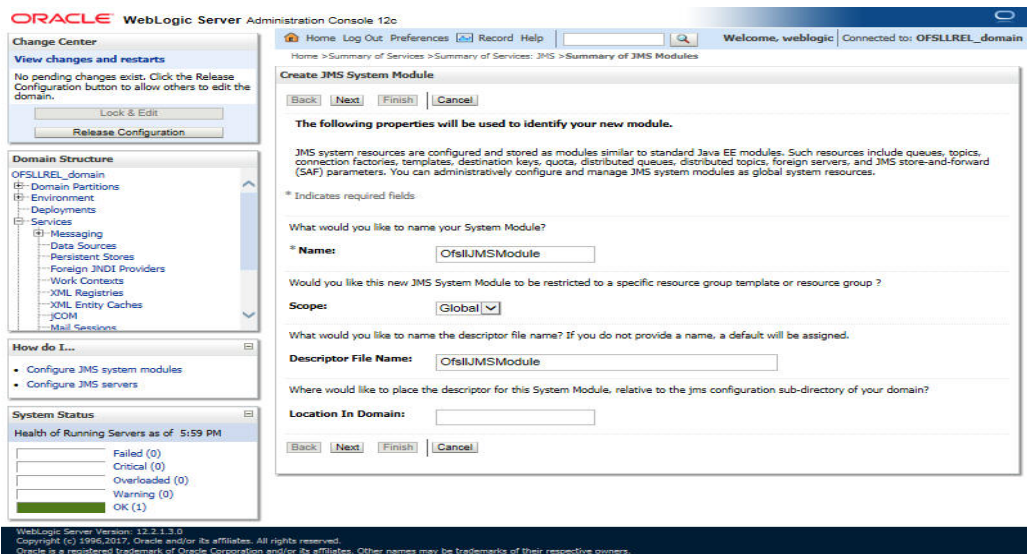 ORACLE WebLogic Server Administration Console 12c
Change Center
View changes and restarts
No pending changes exist. Click the Release
Configuration button to allow others to edit the
domain.
Lock & Edit
Release Configuration
Domain Structure
OFSLLREL_domain
Domain Partitions
Environment
Deployments
Services
Messaging
Data Sources
Persistent Stores
Foreign JNDI Providers
Work Contexts
XML Registries
XML Entity Caches
jCOM
Mail Sessions
How do I...
Configure JMS system modules
Configure JMS servers
System Status
Health of Running Servers as of 5:59 PM
Failed (0)
Critical (0)
Overloaded (0)
Warning (0)
OK (1)
Home Log Out Preferences Record Help
Welcome, weblogic Connected to: OFSLLREL_domain
Home >Summary of Services >Summary of Services: JMS >Summary of JMS Modules
Create JMS System Module
Back Next Finish Cancel
The following properties will be used to identify your new module.
JMS system resources are configured and stored as modules similar to standard Java EE modules. Such resources include queues, topics,
connection factories, templates, destination keys, quota, distributed queues, distributed topics, foreign servers, and JMS store-and-forward
(SAF) parameters. You can administratively configure and manage JMS system modules as global system resources.
* Indicates required fields
What would you like to name your System Module?
* Name: OfsllJMSModule
Would you like this new JMS System Module to be restricted to a specific resource group template or resource group ?
Scope: Global
What would you like to name the descriptor file name? If you do not provide a name, a default will be assigned.
Descriptor File Name: OfsllJMSModule
Where would like to place the descriptor for this System Module, relative to the jms configuration sub-directory of your domain?
Location In Domain:
Back Next Finish Cancel
WebLogic Server Version: 12.2.1.3.0
Copyright (c) 1996,2017, Oracle and/or its affiliates. All rights reserved.
Oracle is a registered trademark of Oracle Corporation and/or its affiliates. Other names may be trademarks of their respective owners.